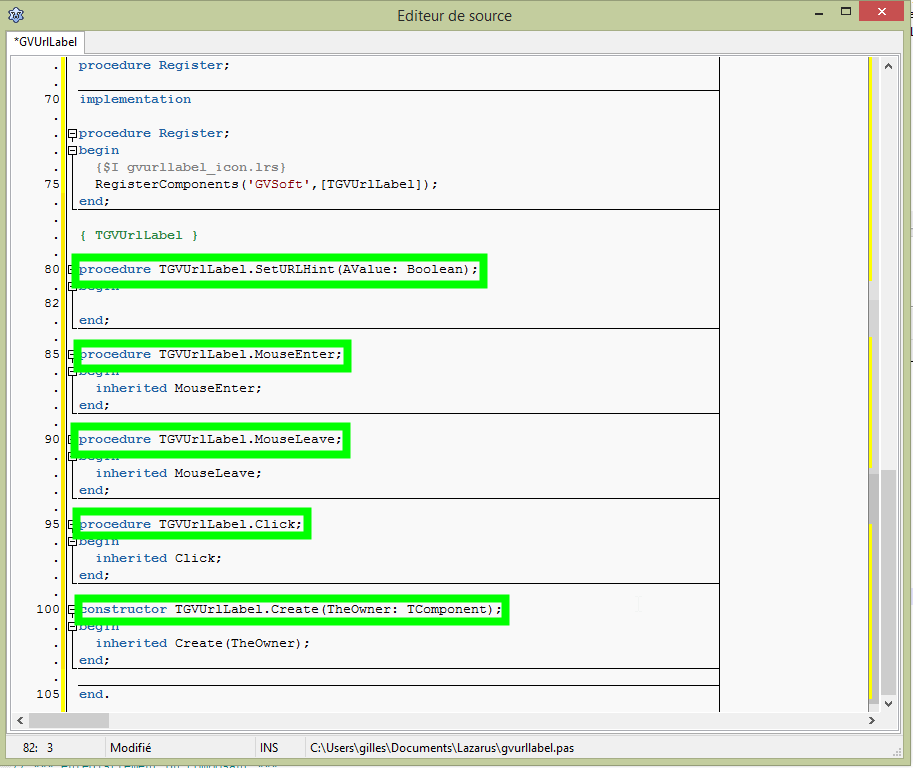 Editeur de source
*GVUrlLabel
procedure Register;
70 implementation
procedure Register;
begin
{$I gvurllabel_icon.lrs}
75 RegisterComponents('GVSoft',[TGVUrlLabel]);
end;
{ TGVUrlLabel }
80 procedure TGVUrlLabel.SetURLHint(AValue: Boolean);
begin
82
end;
85 procedure TGVUrlLabel.MouseEnter;
begin
inherited MouseEnter;
end;
90 procedure TGVUrlLabel.MouseLeave;
begin
inherited MouseLeave;
end;
95 procedure TGVUrlLabel.Click;
begin
inherited Click;
end;
100 constructor TGVUrlLabel.Create(TheOwner: TComponent);
begin
inherited Create(TheOwner);
end;
105 end.
82: 3 Modifié INS C:\Users\gilles\Documents\Lazarus\gvurllabel.pas